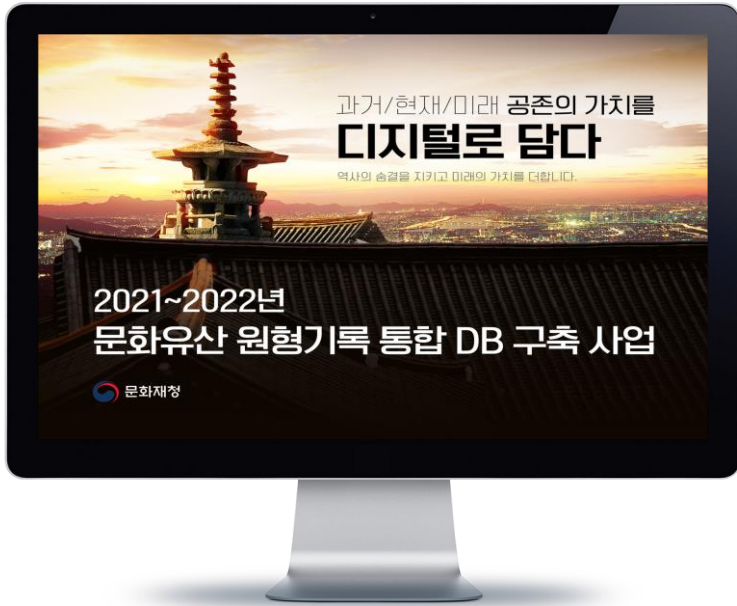 과거/현재/미래 공존의 가치를
디지털로 담다
역사의 숨결을 지키고 미래의 가치를 더합니다.
2021~2022년
문화유산 원형기록 통합 DB 구축 사업
문화재청